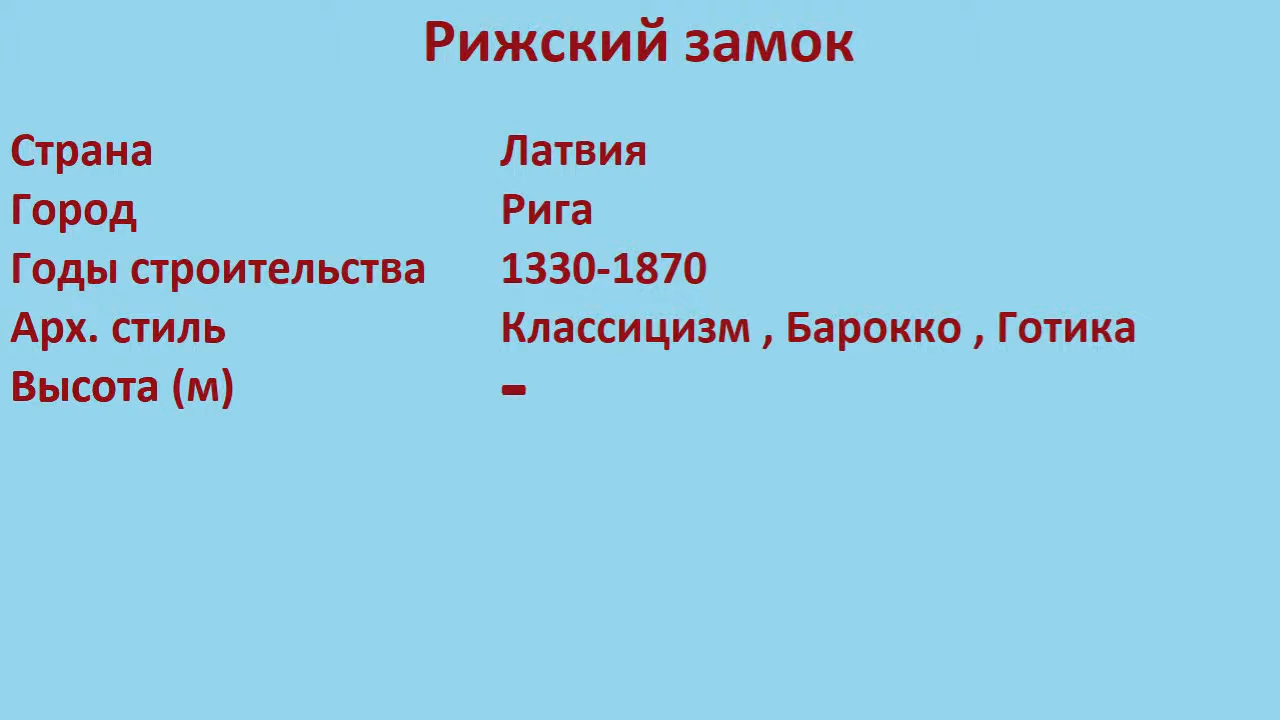 Рижский замок
Страна Латвия
Город Рига
Годы строительства 1330-1870
Арх. стиль Классицизм , Барокко , Готика
Высота (м) -